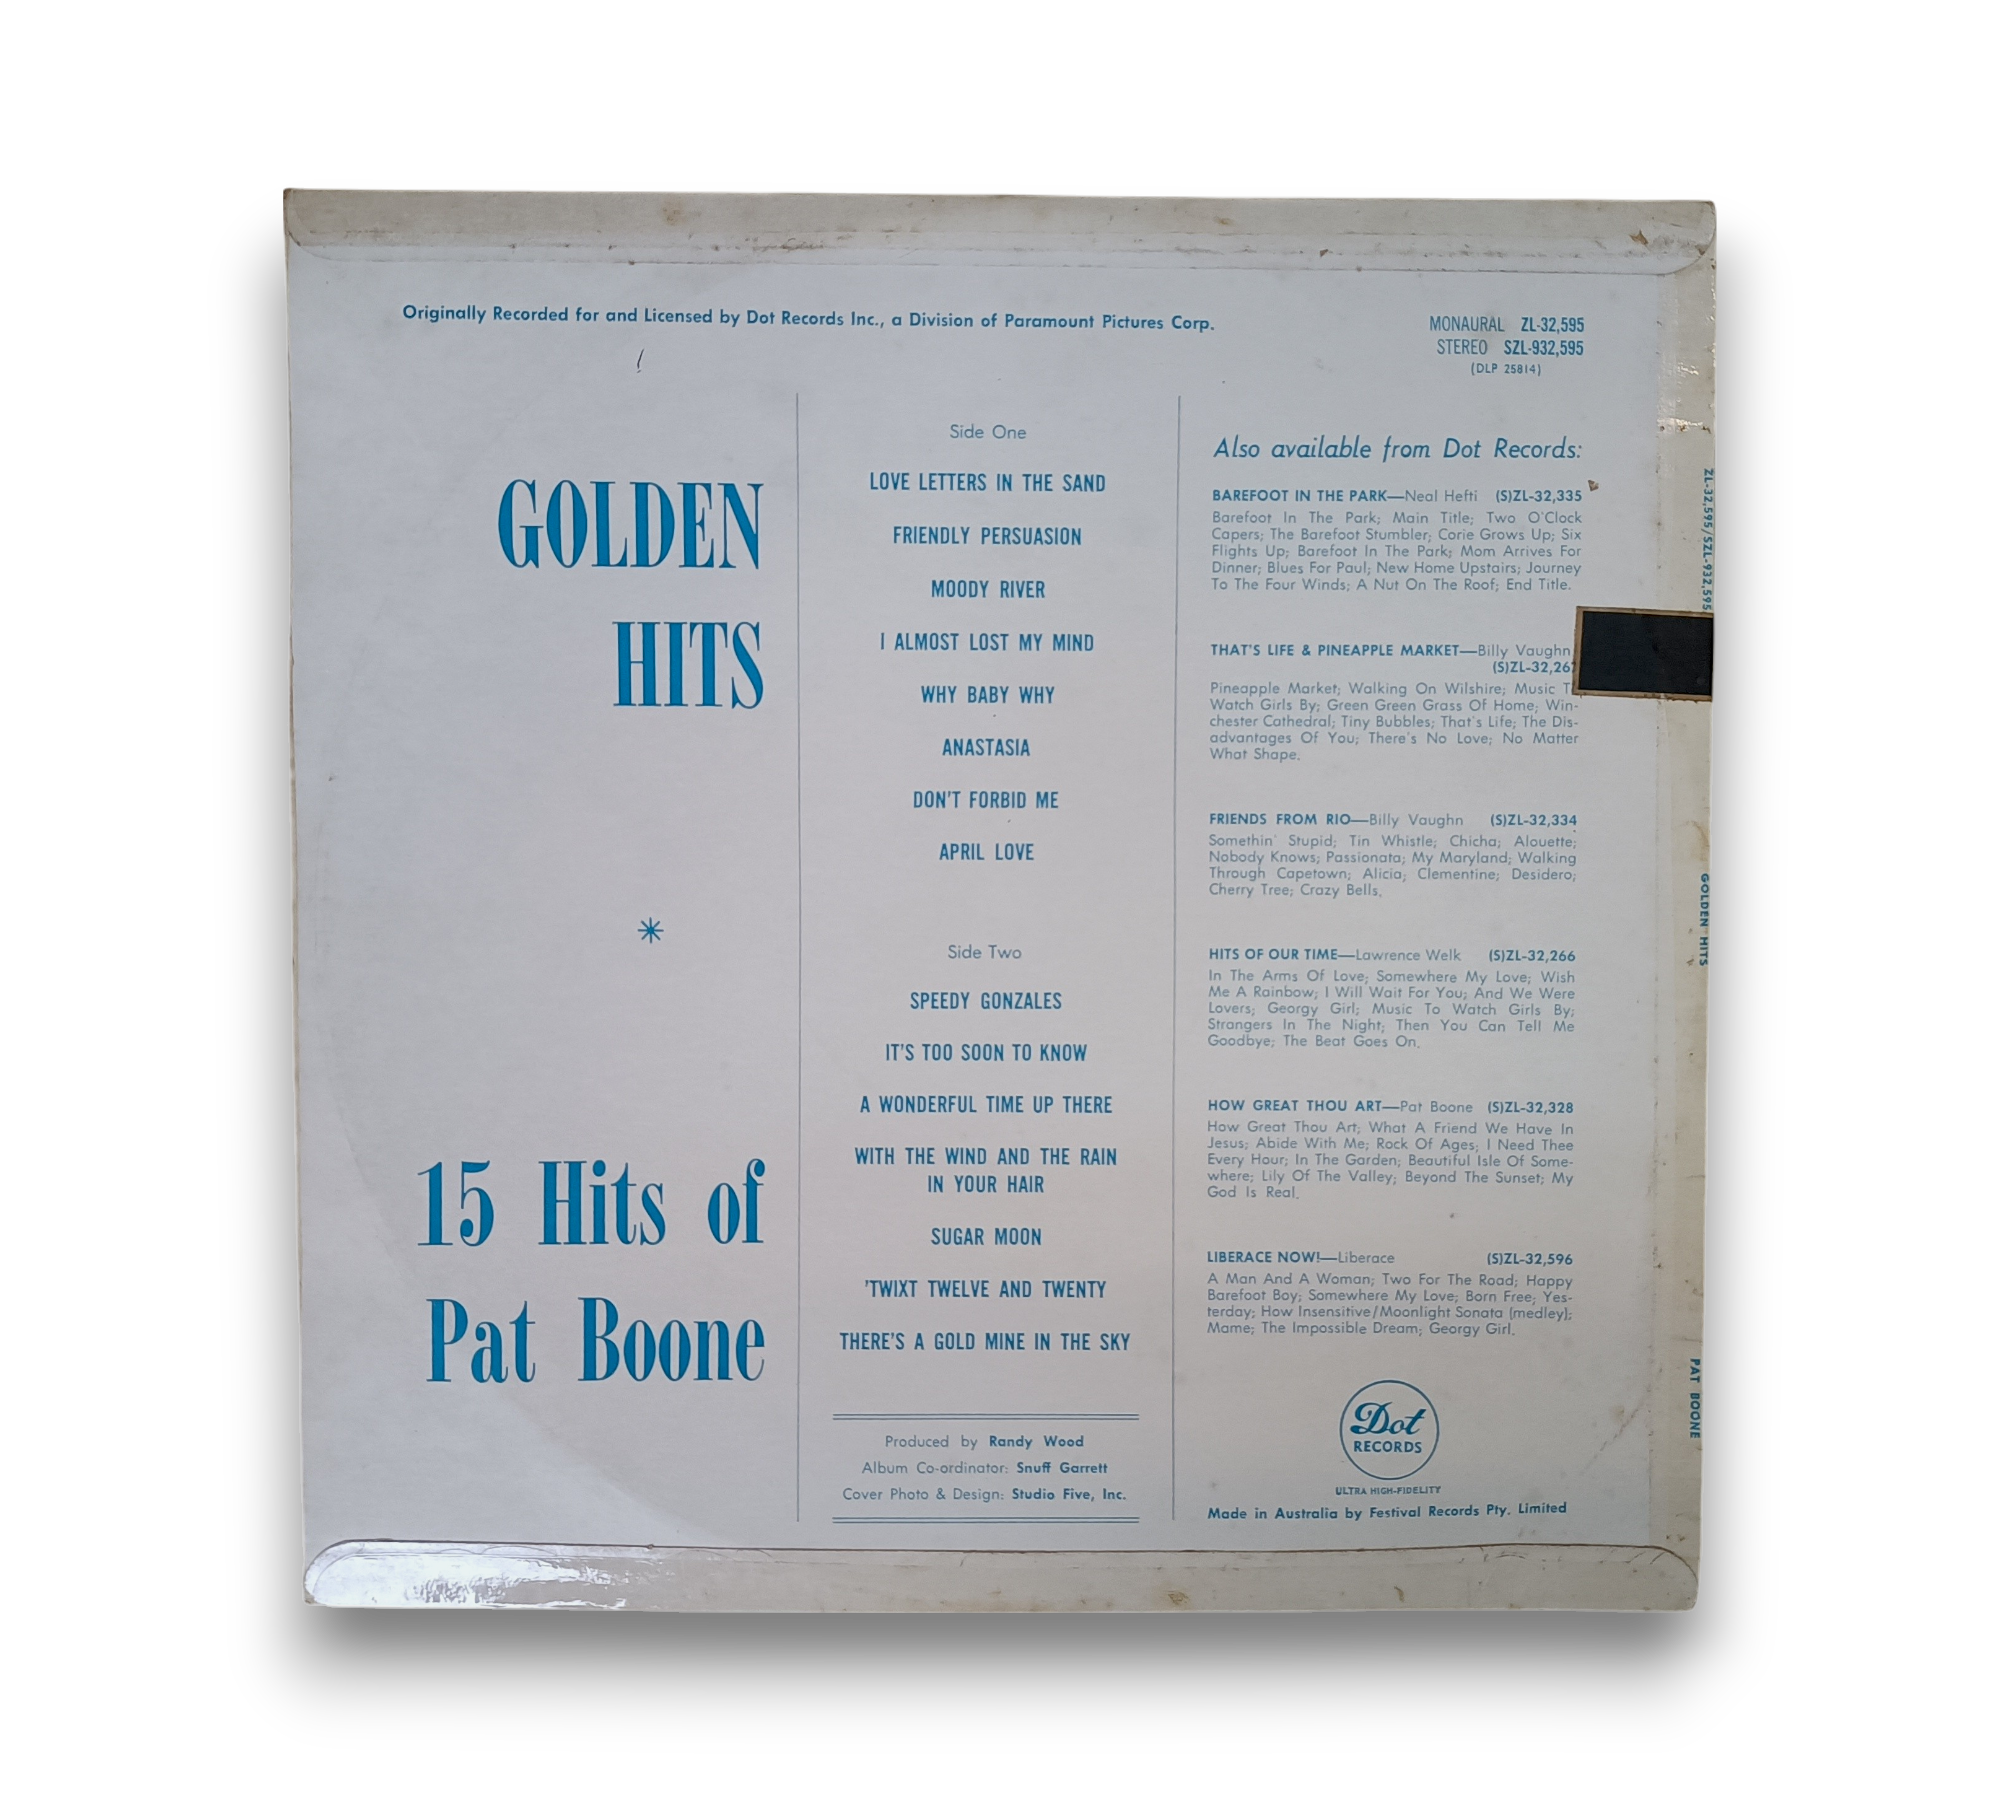 Originally Recorded for and Licensed by Dot Records Inc., a Division of Paramount Pictures Corp.
MONAURAL ZL-32,595
STEREO SZL-932,595
(DLP 25814)
GOLDEN
HITS
15 Hits of
Pat Boone
Side One
LOVE LETTERS IN THE SAND
FRIENDLY PERSUASION
MOODY RIVER
I ALMOST LOST MY MIND
WHY BABY WHY
ANASTASIA
DON'T FORBID ME
APRIL LOVE
Side Two
SPEEDY GONZALES
IT'S TOO SOON TO KNOW
A WONDERFUL TIME UP THERE
WITH THE WIND AND THE RAIN
IN YOUR HAIR
SUGAR MOON
'TWIXT TWELVE AND TWENTY
THERE'S A GOLD MINE IN THE SKY
Produced by Randy Wood
Album Co-ordinator: Snuff Garrett
Cover Photo & Design: Studio Five, Inc.
Also available from Dot Records:
BAREFOOT IN THE PARK—Neal Hefti (S)ZL-32,335
Barefoot In The Park; Main Title; Two O'Clock
Capers; The Barefoot Stumbler; Corie Grows Up; Six
Flights Up; Barefoot In The Park; Mom Arrives For
Dinner; Blues For Paul; New Home Upstairs; Journey
To The Four Winds; A Nut On The Roof; End Title.
THAT'S LIFE & PINEAPPLE MARKET—Billy Vaughn
(S)ZL-32,26
Pineapple Market; Walking On Wilshire; Music T
Watch Girls By; Green Green Grass Of Home; Win-
chester Cathedral; Tiny Bubbles; That's Life; The Dis-
advantages Of You; There's No Love; No Matter
What Shape.
FRIENDS FROM RIO—Billy Vaughn (S)ZL-32,334
Somethin' Stupid; Tin Whistle; Chicha; Alouette;
Nobody Knows; Passionata; My Maryland; Walking
Through Capetown; Alicia; Clementine; Desidero;
Cherry Tree; Crazy Bells.
HITS OF OUR TIME—Lawrence Welk (S)ZL-32,266
In The Arms Of Love; Somewhere My Love; Wish
Me A Rainbow; I Will Wait For You; And We Were
Lovers; Georgy Girl; Music To Watch Girls By;
Strangers In The Night; Then You Can Tell Me
Goodbye; The Beat Goes On.
HOW GREAT THOU ART—Pat Boone (S)ZL-32,328
How Great Thou Art; What A Friend We Have In
Jesus; Abide With Me; Rock Of Ages; I Need Thee
Every Hour; In The Garden; Beautiful Isle Of Some-
where; Lily Of The Valley; Beyond The Sunset; My
God Is Real.
LIBERACE NOW!—Liberace (S)ZL-32,596
A Man And A Woman; Two For The Road; Happy
Barefoot Boy; Somewhere My Love; Born Free; Yes-
terday; How Insensitive/Moonlight Sonata (medley);
Mame; The Impossible Dream; Georgy Girl.
Dot
RECORDS
ULTRA HIGH-FIDELITY
Made in Australia by Festival Records Pty. Limited
ZL-32,595/SZL-932,595
GOLDEN HITS
PAT BOONE